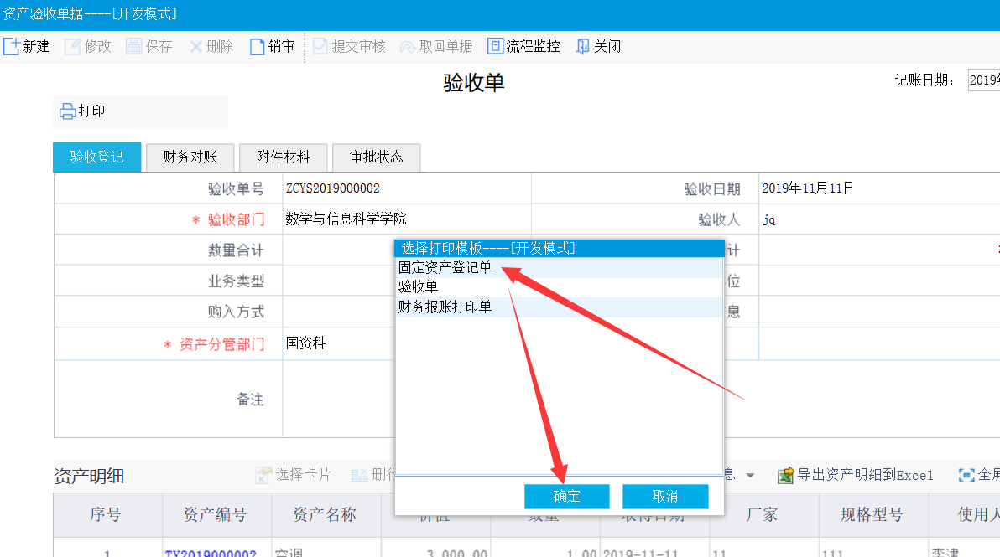 资产验收单据----[开发模式]
新建 修改 保存 删除 销审 提交审核 取回单据 流程监控 关闭
验收单
记账日期： 2019
打印
验收登记 财务对账 附件材料 审批状态
验收单号 ZCYS2019000002 验收日期 2019年11月11日
* 验收部门 数学与信息科学学院 验收人 jq
数量合计 计
业务类型 位
购入方式 息
* 资产分管部门 国资科
备注
选择打印模板----[开发模式]
固定资产登记单
验收单
财务报账打印单
确定 取消
资产明细 选择卡片 删行 息 导出资产明细到Excel 全屏
序号 资产编号 资产名称 价值 数量 取得日期 厂家 规格型号 使用人
1 TY2019000002 空调 3,000.00 1.00 2019-11-11 11 111 李津